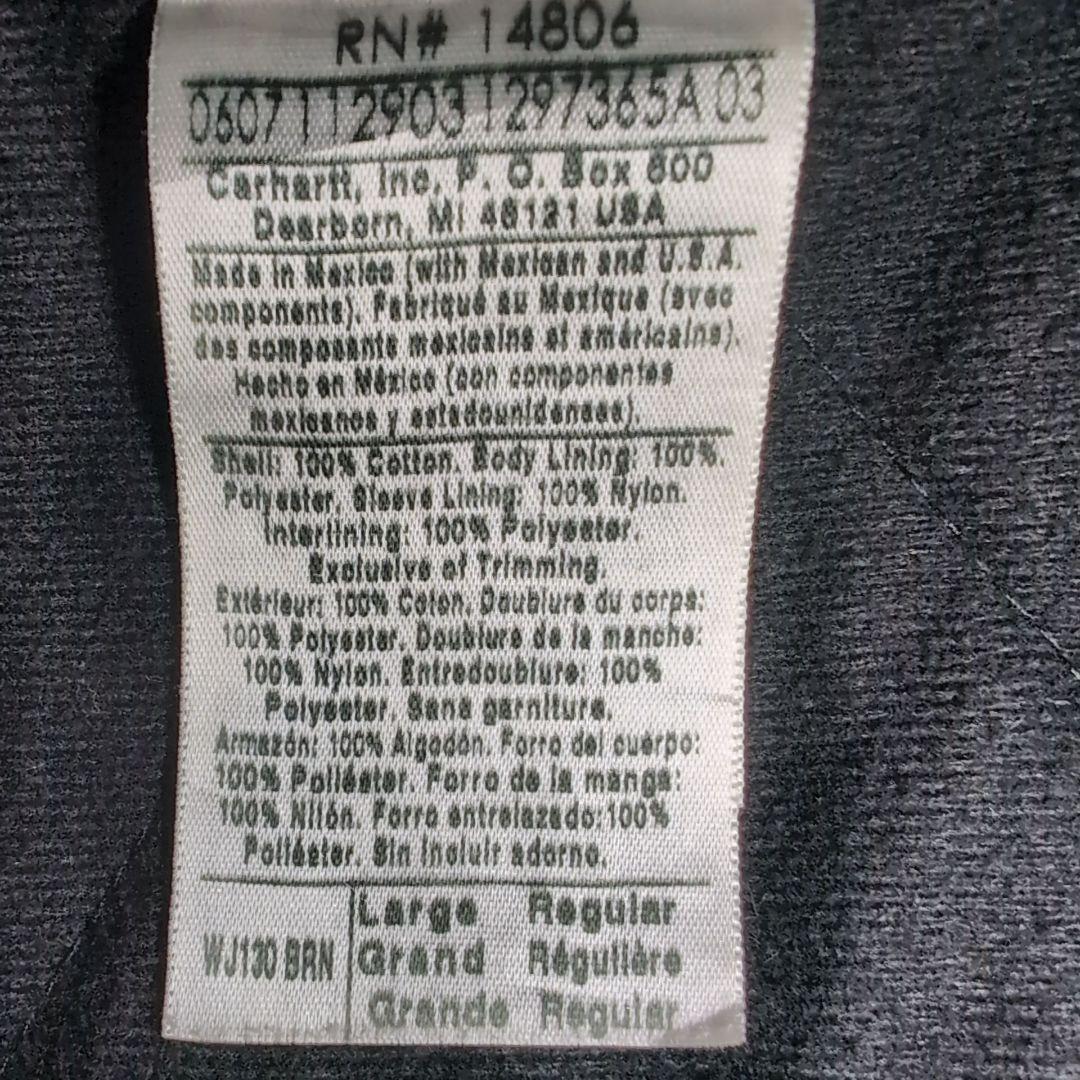 RN# 14806
0607112903129736 5A 03
Carhartt, Inc. P. O. Box 600
Dearborn, MI 48121 USA
Made in Mexico (with Mexican and U.S.A.
components). Fabriqué au Mexique (avec
des composants mexicains et américains).
Hecho en México (con componentes
mexicanos y estadounidenses).
Shell: 100% Cotton. Body Lining: 100%.
Polyester. Sleeve Lining: 100% Nylon.
Interlining: 100% Polyester.
Exclusive of Trimming.
Extérieur: 100% Coton. Doublure du corps:
100% Polyester. Doublure de la manche:
100% Nylon. Entredoublure: 100%
Polyester. Sans garniture.
Armazón: 100% Algodón. Forro del cuerpo:
100% Poliéster. Forro de la manga:
100% Nilón. Forro entrelazado: 100%
Poliéster. Sin incluir adorno.
WJ130 BRN
Large Regular
Grand Régulière
Grande Regular